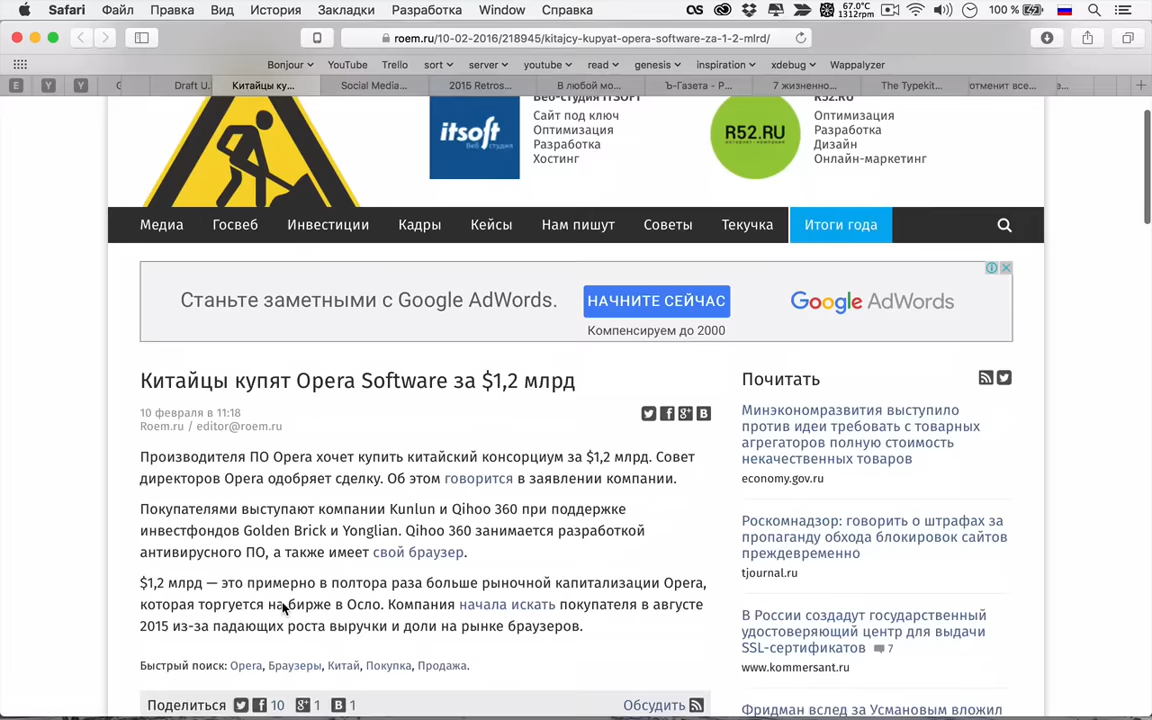 Safari Файл Правка Вид История Закладки Разработка Window Справка
67.0°C
1312rpm
100 %
roem.ru/10-02-2016/218945/kitajcy-kupyat-opera-software-za-1-2-mlrd/
Bonjour YouTube Trello sort server youtube read genesis inspiration xdebug Wappalyzer
E Y Y Draft U. Китайцы ку... Social Media... 2015 Retros... В любой мо... Ъ-Газета - Р... 7 жизненно... The Typekit... отменит все...
Веб-студия ITSOFT
Сайт под ключ
Оптимизация
Разработка
Хостинг
itsoft
Веб студия
R52.RU
интернет-компания
R52.RU
Оптимизация
Разработка
Дизайн
Онлайн-маркетинг
Медиа Госвеб Инвестиции Кадры Кейсы Нам пишут Советы Текучка Итоги года
Станьте заметными с Google AdWords.
НАЧНИТЕ СЕЙЧАС
Компенсируем до 2000
Google AdWords
Китайцы купят Opera Software за $1,2 млрд
10 февраля в 11:18
Roem.ru / editor@roem.ru
Производителя ПО Opera хочет купить китайский консорциум за $1,2 млрд. Совет
директоров Opera одобряет сделку. Об этом говорится в заявлении компании.
Покупателями выступают компании Kunlun и Qihoo 360 при поддержке
инвестфондов Golden Brick и Yonglian. Qihoo 360 занимается разработкой
антивирусного ПО, а также имеет свой браузер.
$1,2 млрд — это примерно в полтора раза больше рыночной капитализации Opera,
которая торгуется на бирже в Осло. Компания начала искать покупателя в августе
2015 из-за падающих роста выручки и доли на рынке браузеров.
Быстрый поиск: Opera, Браузеры, Китай, Покупка, Продажа.
Поделиться 10 1 1 Обсудить
Почитать
Минэкономразвития выступило
против идеи требовать с товарных
агрегаторов полную стоимость
некачественных товаров
economy.gov.ru
Роскомнадзор: говорить о штрафах за
пропаганду обхода блокировок сайтов
преждевременно
tjournal.ru
В России создадут государственный
удостоверяющий центр для выдачи
SSL-сертификатов 7
www.kommersant.ru
Фридман вслед за Усмановым вложил